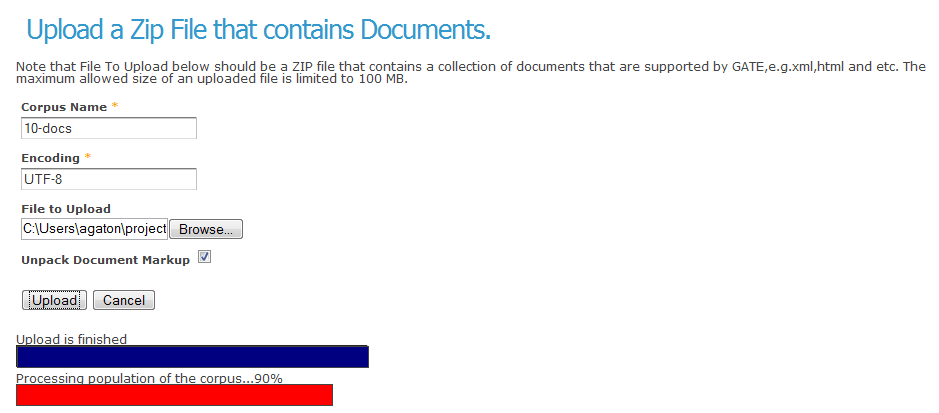 Upload a Zip File that contains Documents.
Note that File To Upload below should be a ZIP file that contains a collection of documents that are supported by GATE,e.g.xml,html and etc. The
maximum allowed size of an uploaded file is limited to 100 MB.
Corpus Name *
10-docs
Encoding *
UTF-8
File to Upload
C:\Users\agaton\project Browse...
Unpack Document Markup
Upload Cancel
Upload is finished
Processing population of the corpus...90%